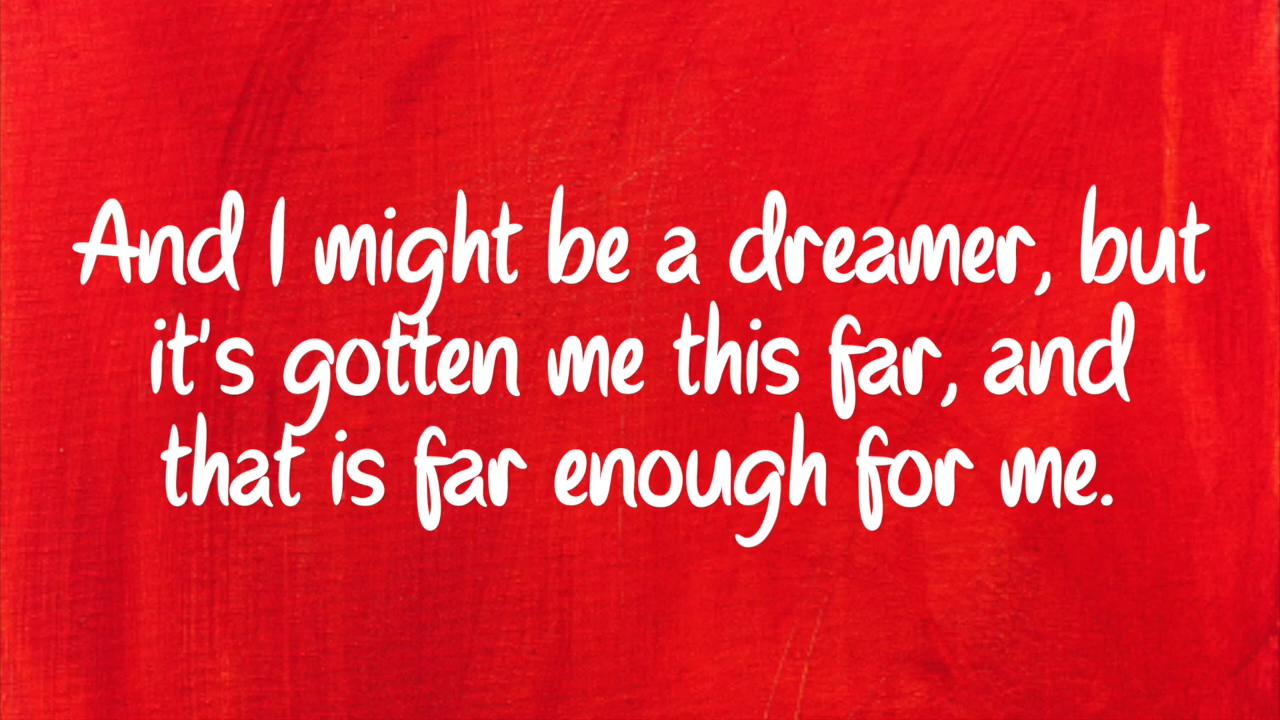 And I might be a dreamer, but
it's gotten me this far, and
that is far enough for me.